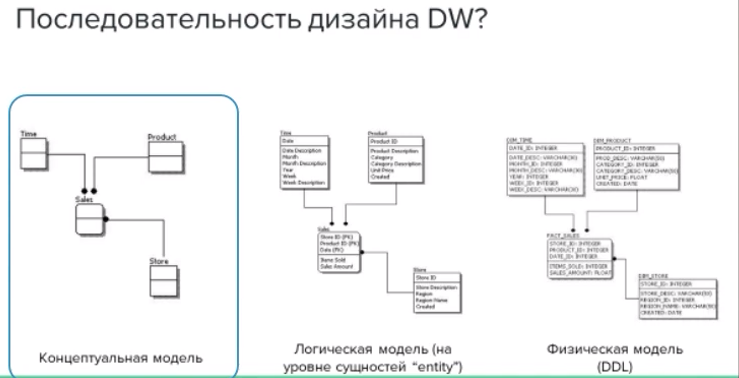 Последовательность дизайна DW?
Time
Product
Sales
Store
Концептуальная модель
Time
Date
Date Description
Month
Month Description
Year
Week
Week Description
Product
Product ID
Product Description
Category
Category Description
Unit Price
Created
Sales
Store ID (FK)
Product ID (FK)
Date (FK)
Items Sold
Sales Amount
Store
Store ID
Store Description
Region
Region Name
Created
Логическая модель (на
уровне сущностей “entity”)
DIM_TIME
DATE_ID: INTEGER
DATE_DESC: VARCHAR(30)
MONTH_ID: INTEGER
MONTH_DESC: VARCHAR(30)
YEAR: INTEGER
WEEK_ID: INTEGER
WEEK_DESC: VARCHAR(30)
DIM_PRODUCT
PRODUCT_ID: INTEGER
PROD_DESC: VARCHAR(30)
CATEGORY_ID: INTEGER
CATEGORY_DESC: VARCHAR(30)
UNIT_PRICE: FLOAT
CREATED: DATE
FACT_SALES
STORE_ID: INTEGER
PRODUCT_ID: INTEGER
DATE_ID: INTEGER
ITEMS_SOLD: INTEGER
SALES_AMOUNT: FLOAT
DIM_STORE
STORE_ID: INTEGER
STORE_DESC: VARCHAR(30)
REGION_ID: INTEGER
REGION_NAME: VARCHAR(30)
CREATED: DATE
Физическая модель
(DDL)